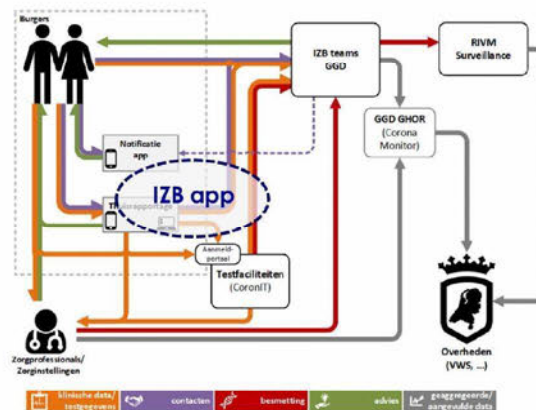 Burgers
IZB teams
GGD
RIVM
Surveillance
GGD GHOR
(Corona
Monitor)
Notificatie
app
IZB app
Aanmeld-
portaal
Testfaciliteiten
(CoronIT)
Zorgprofessionals/
Zorginstellingen
Overheden
(VWS, ...)
klinische data/
testgegevens
contacten
besmetting
advies
geaggregeerde/
aangevulde data